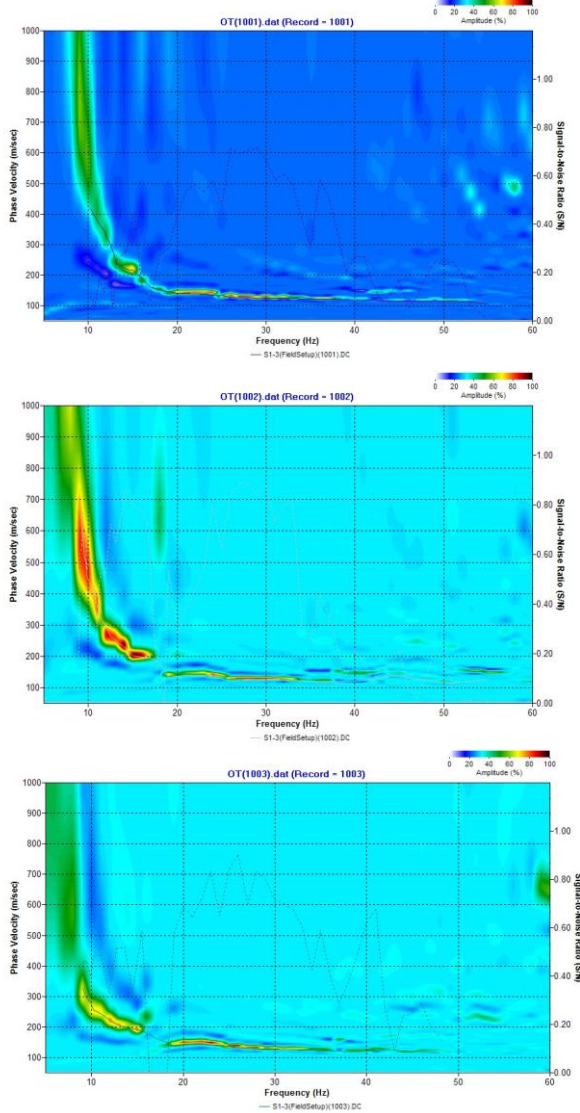 0 20 40 60 80 100
Amplitude (%)
OT(1001).dat (Record = 1001)
Phase Velocity (m/sec)
1000
900
800
700
600
500
400
300
200
100
Signal-to-Noise Ratio (S/N)
1.00
0.80
0.60
0.40
0.20
0.00
10 20 30 40 50 60
Frequency (Hz)
S1-3(FieldSetup)(1001).DC
0 20 40 60 80 100
Amplitude (%)
OT(1002).dat (Record = 1002)
Phase Velocity (m/sec)
1000
900
800
700
600
500
400
300
200
100
Signal-to-Noise Ratio (S/N)
1.00
0.80
0.60
0.40
0.20
0.00
10 20 30 40 50 60
Frequency (Hz)
S1-3(FieldSetup)(1002).DC
0 20 40 60 80 100
Amplitude (%)
OT(1003).dat (Record = 1003)
Phase Velocity (m/sec)
1000
900
800
700
600
500
400
300
200
100
Signal-to-Noise Ratio (S/N)
1.00
0.80
0.60
0.40
0.20
0.00
10 20 30 40 50 60
Frequency (Hz)
S1-3(FieldSetup)(1003).DC